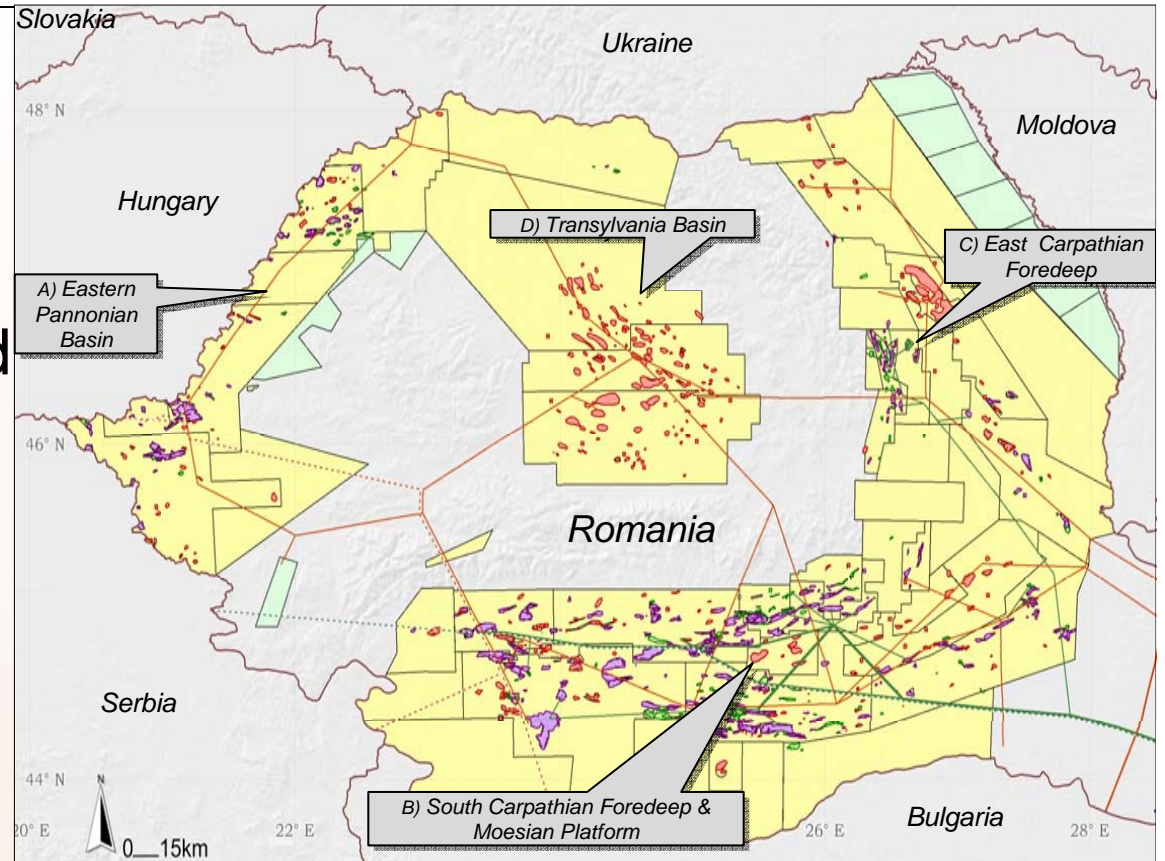 Slovakia
Ukraine
48° N
Moldova
Hungary
D) Transylvania Basin
C) East Carpathian
Foredeep
A) Eastern
Pannonian
Basin
d
46° N
Romania
Serbia
44° N
N
B) South Carpathian Foredeep &
Moesian Platform
Bulgaria
20° E
22° E
26° E
28° E
0 15km